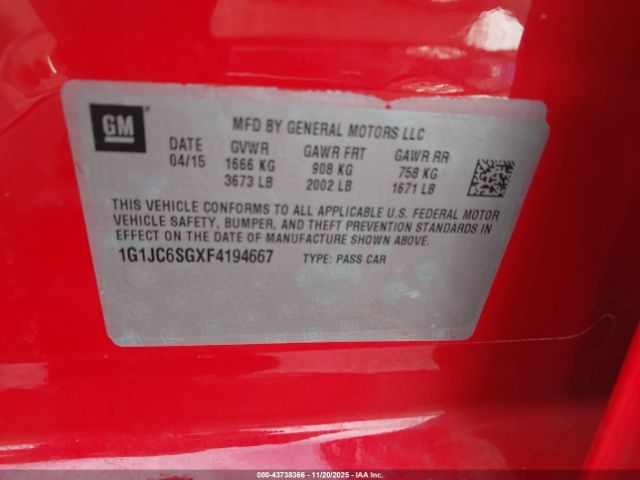 GM
MFD BY GENERAL MOTORS LLC
DATE GVWR GAWR FRT GAWR RR
04/15 1666 KG 908 KG 758 KG
3673 LB 2002 LB 1671 LB
THIS VEHICLE CONFORMS TO ALL APPLICABLE U.S. FEDERAL MOTOR
VEHICLE SAFETY, BUMPER, AND THEFT PREVENTION STANDARDS IN
EFFECT ON THE DATE OF MANUFACTURE SHOWN ABOVE.
1G1JC6SGXF4194667 TYPE: PASS CAR
000-43738366 — 11/20/2025 — IAA Inc.